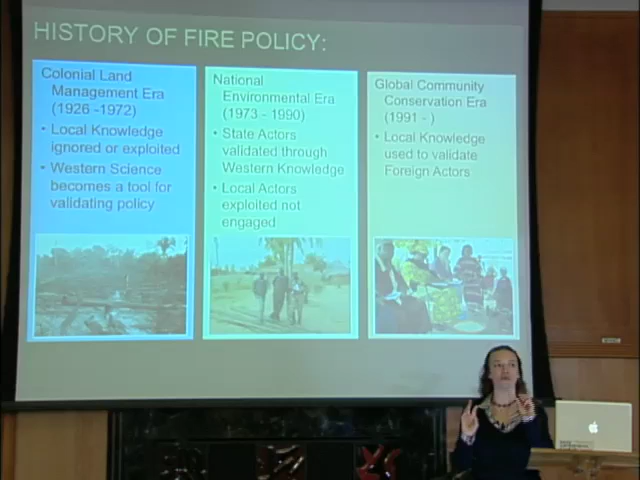 HISTORY OF FIRE POLICY:
Colonial Land
Management Era
(1926 -1972)
• Local Knowledge
ignored or exploited
• Western Science
becomes a tool for
validating policy
National
Environmental Era
(1973 - 1990)
• State Actors
validated through
Western Knowledge
• Local Actors
exploited not
engaged
Global Community
Conservation Era
(1991 - )
• Local Knowledge
used to validate
Foreign Actors